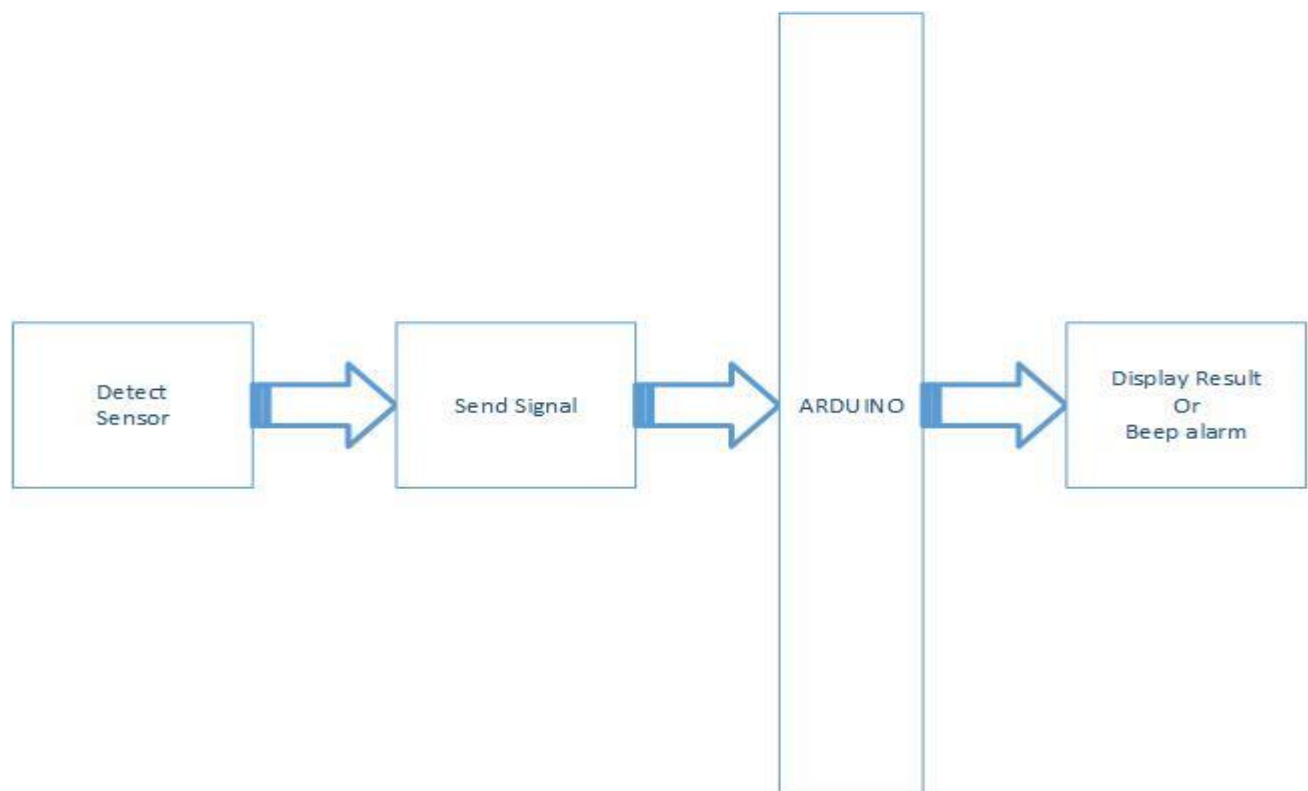 Detect
Sensor
Send Signal
ARDUINO
Display Result
Or
Beep alarm